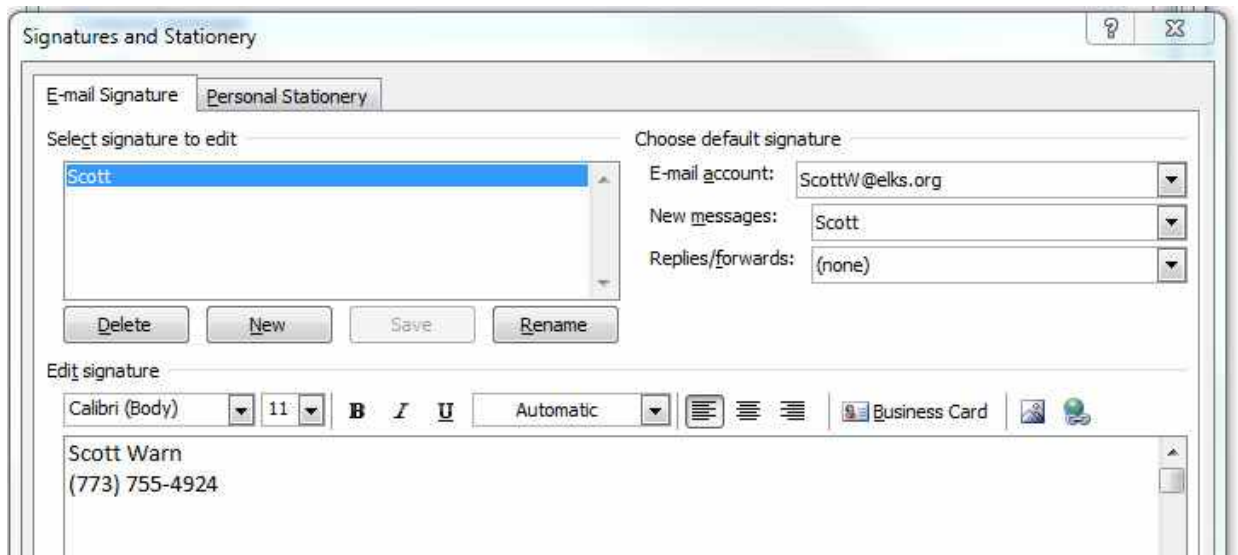 Signatures and Stationery
E-mail Signature
Personal Stationery
Select signature to edit
Scott
Delete
New
Save
Rename
Choose default signature
E-mail account: ScottW@elks.org
New messages: Scott
Replies/forwards: (none)
Edit signature
Calibri (Body) 11 B I U Automatic Business Card
Scott Warn
(773) 755-4924